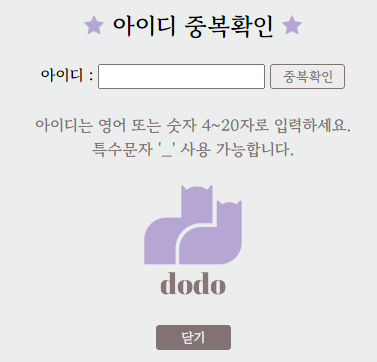 아이디 중복확인
아이디 : 중복확인
아이디는 영어 또는 숫자 4~20자로 입력하세요.
특수문자 '_' 사용 가능합니다.
dodo
닫기